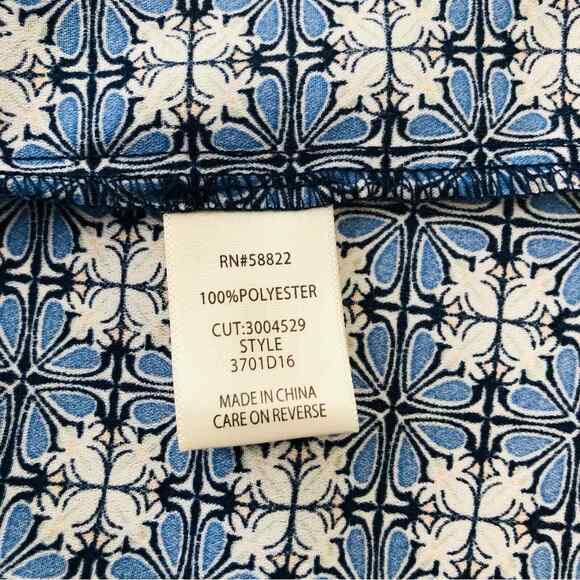 RN#58822
100%POLYESTER
CUT:3004529
STYLE
3701D16
MADE IN CHINA
CARE ON REVERSE